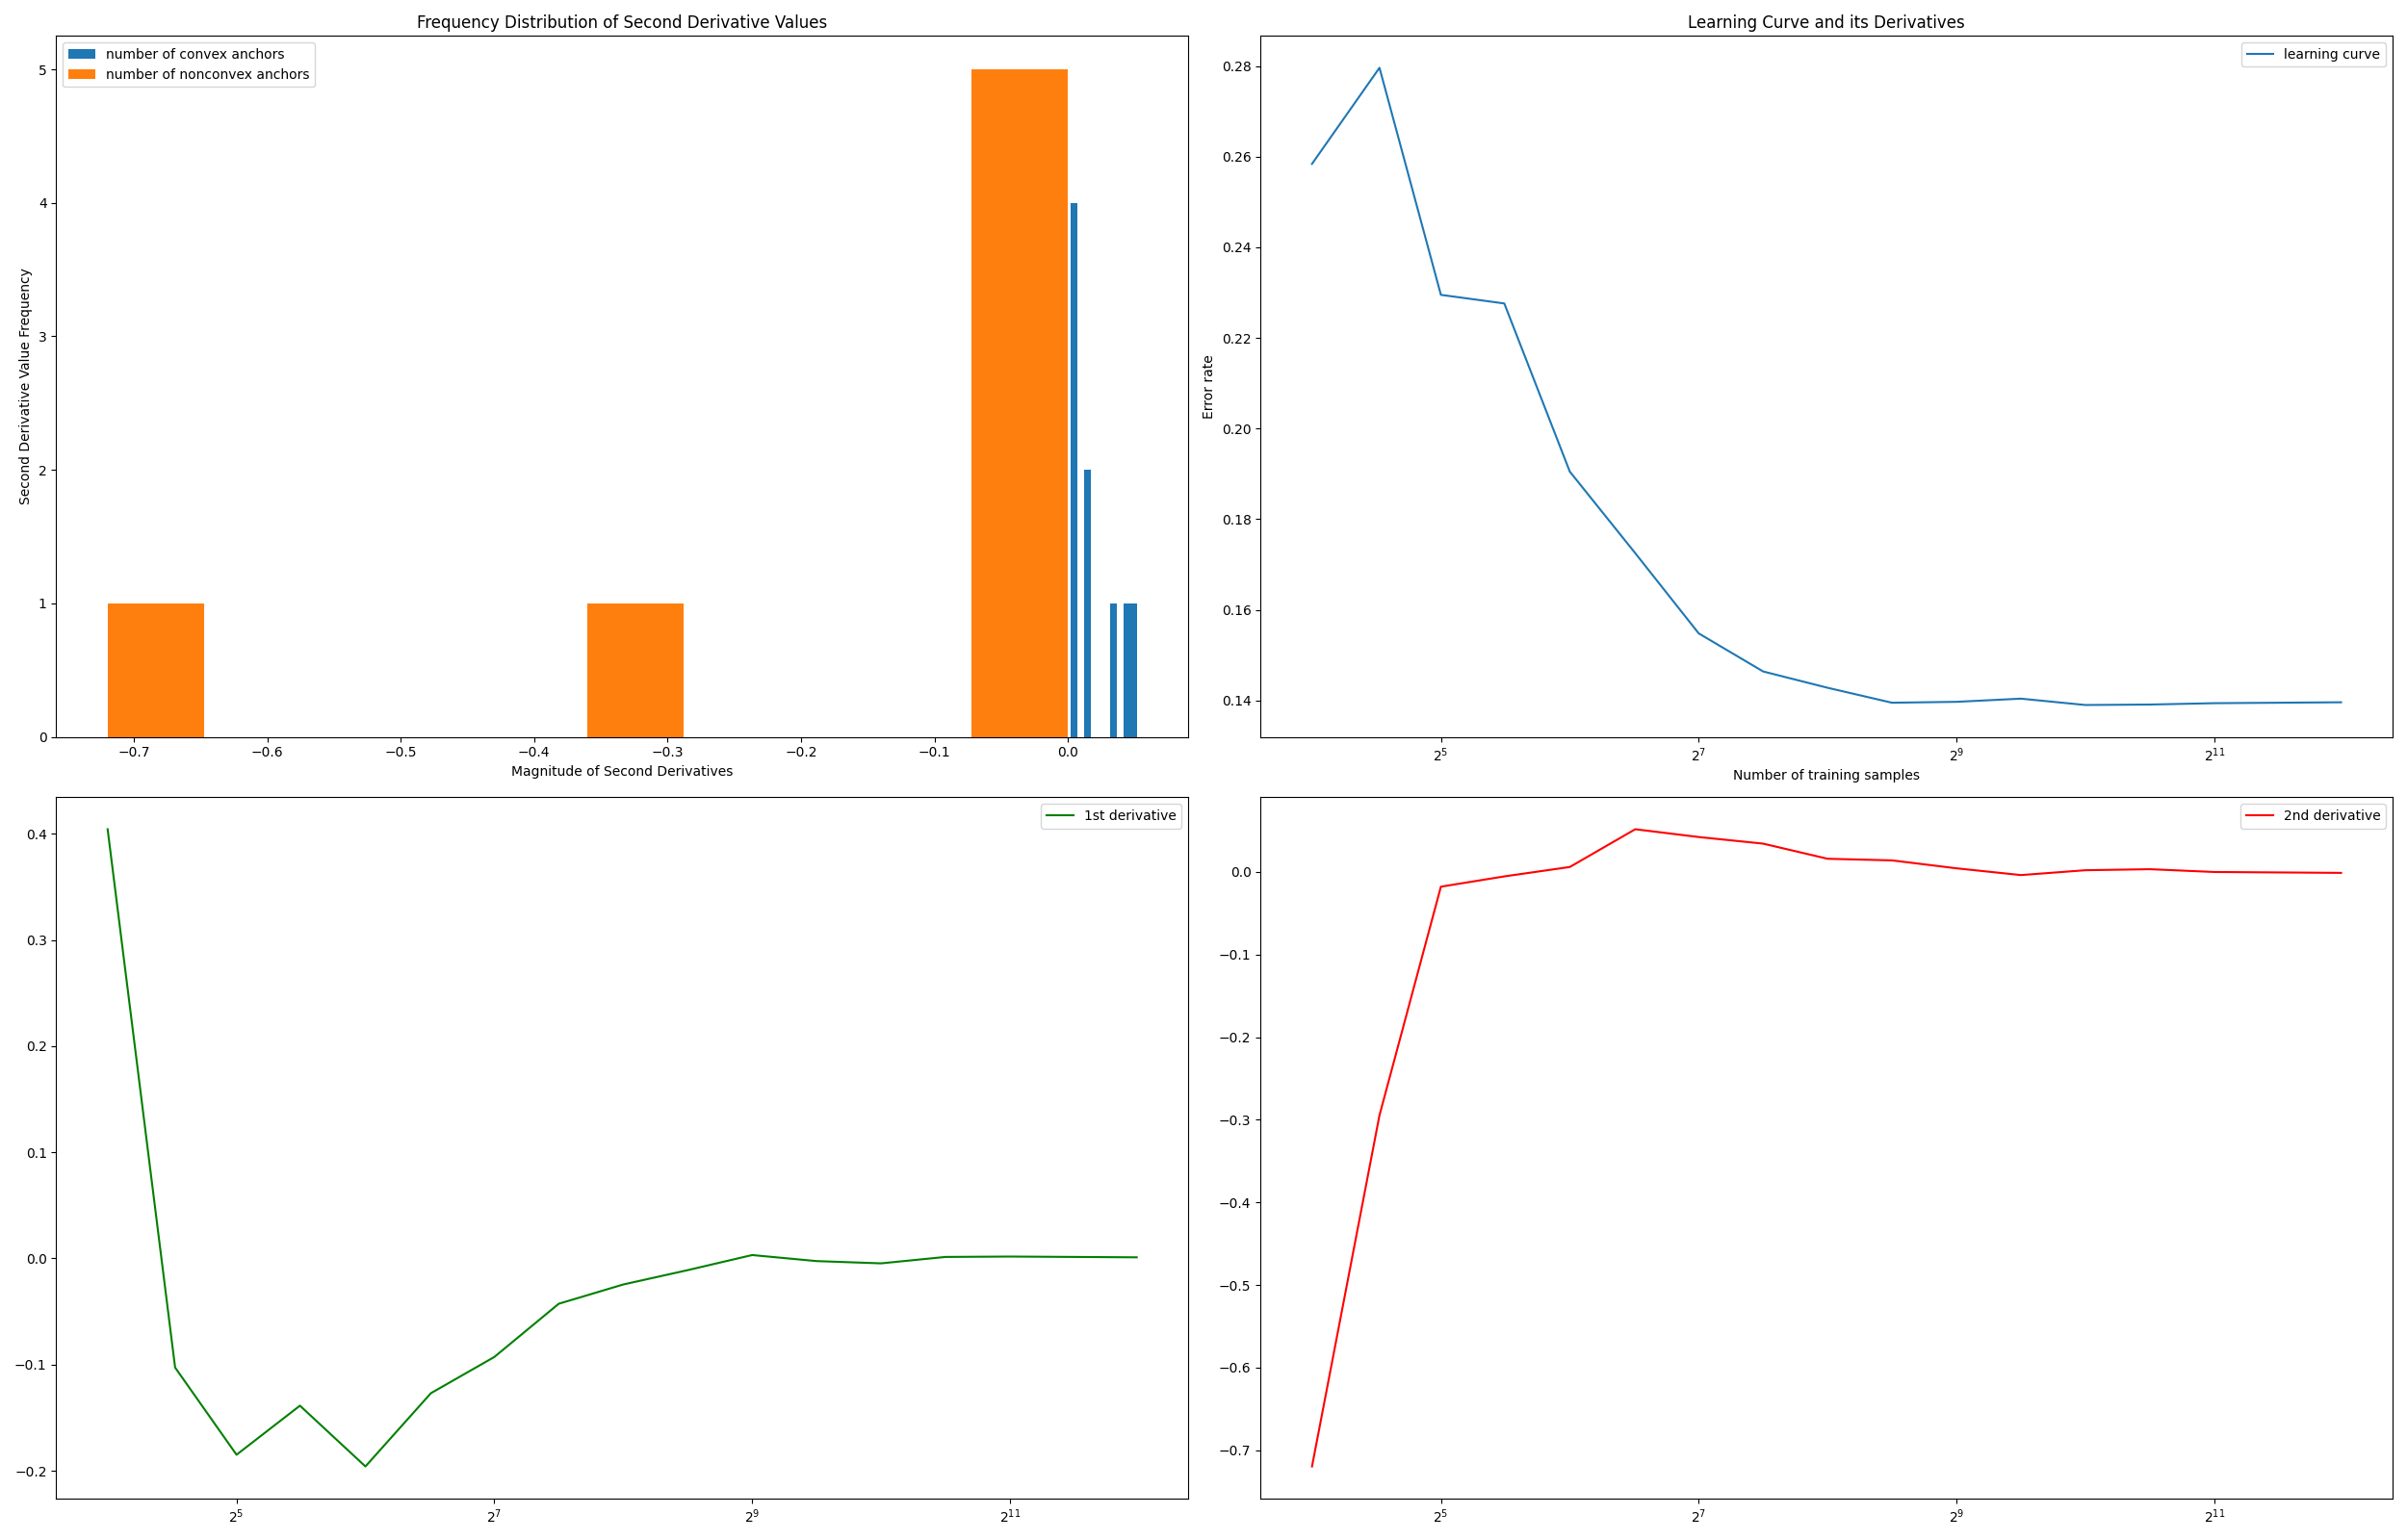 Frequency Distribution of Second Derivative Values
number of convex anchors
number of nonconvex anchors
Second Derivative Value Frequency
5
4
3
2
1
0
−0.7 −0.6 −0.5 −0.4 −0.3 −0.2 −0.1 0.0
Magnitude of Second Derivatives
Learning Curve and its Derivatives
learning curve
Error rate
0.28
0.26
0.24
0.22
0.20
0.18
0.16
0.14
2⁵ 2⁷ 2⁹ 2¹¹
Number of training samples
1st derivative
0.4
0.3
0.2
0.1
0.0
−0.1
−0.2
2⁵ 2⁷ 2⁹ 2¹¹
2nd derivative
0.0
−0.1
−0.2
−0.3
−0.4
−0.5
−0.6
−0.7
2⁵ 2⁷ 2⁹ 2¹¹